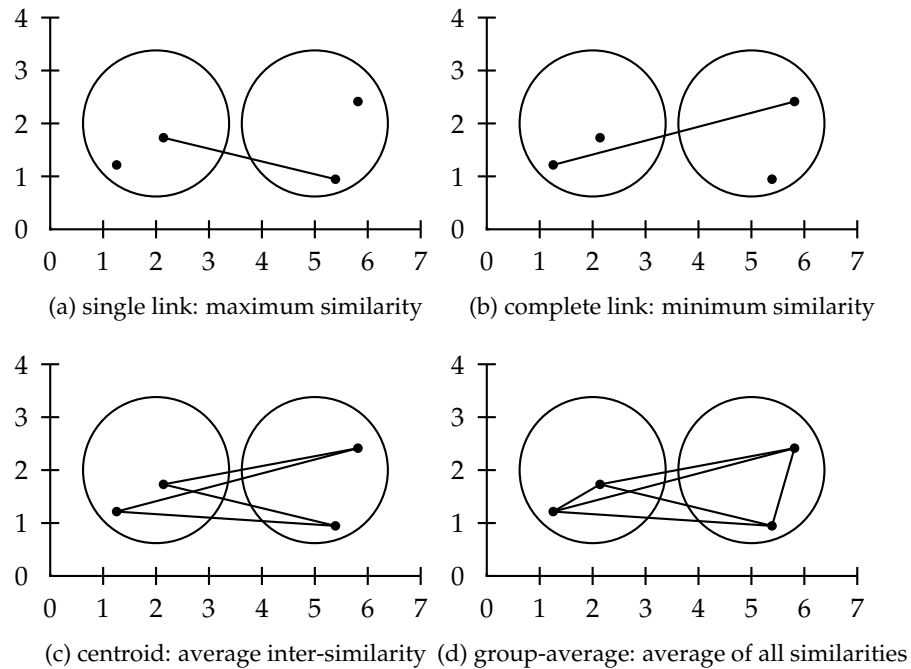 4
3
2
1
0
0 1 2 3 4 5 6 7
(a) single link: maximum similarity
4
3
2
1
0
0 1 2 3 4 5 6 7
(b) complete link: minimum similarity
4
3
2
1
0
0 1 2 3 4 5 6 7
(c) centroid: average inter-similarity
4
3
2
1
0
0 1 2 3 4 5 6 7
(d) group-average: average of all similarities